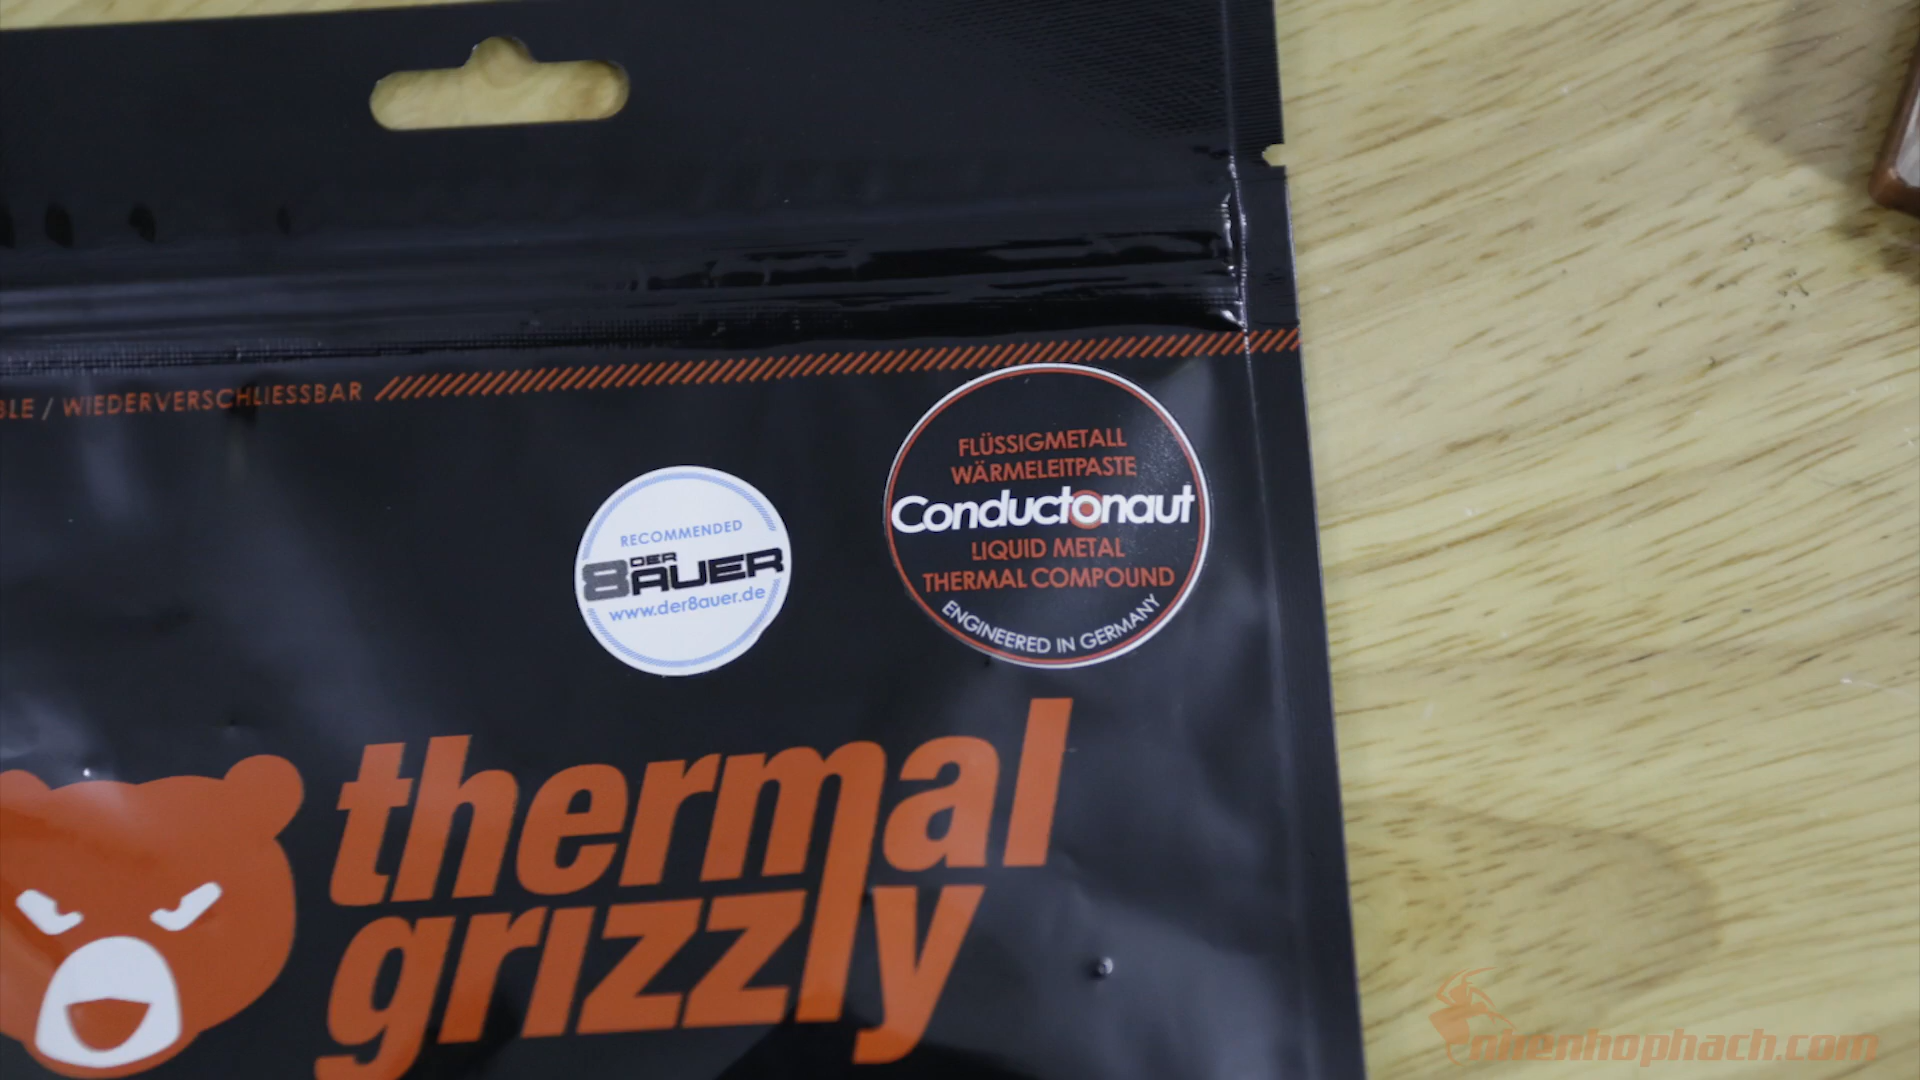 BLE / WIEDERVERSCHLIESSBAR
RECOMMENDED
DER
8AUER
www.der8auer.de
FLÜSSIGMETALL
WÄRMELEITPASTE
Conductonaut
LIQUID METAL
THERMAL COMPOUND
ENGINEERED IN GERMANY
thermal
grizzly
nhenhophach.com